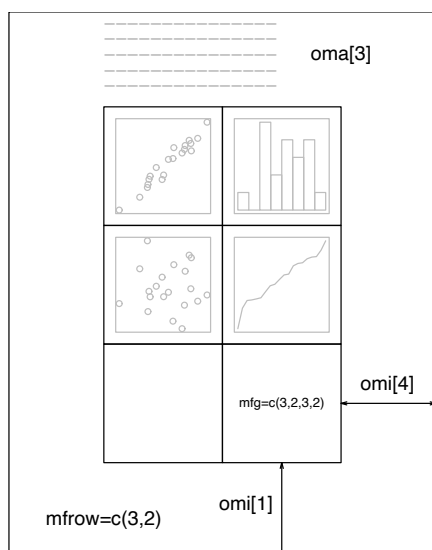 oma[3]
mfg=c(3,2,3,2)
omi[4]
omi[1]
mfrow=c(3,2)